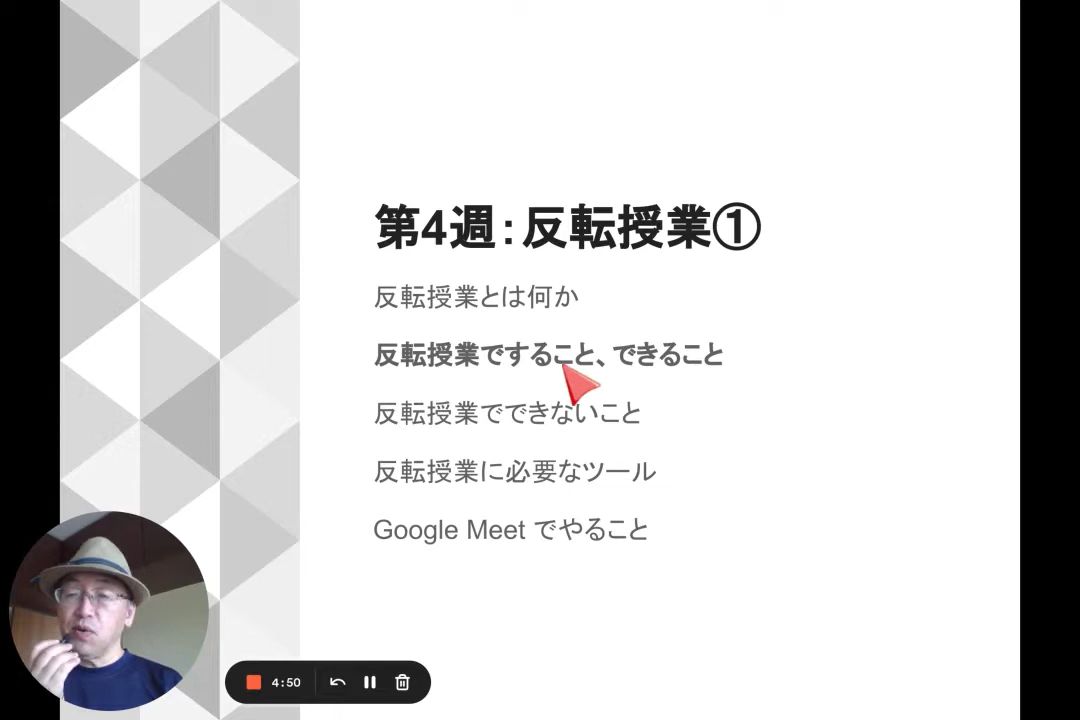 第4週：反転授業①
反転授業とは何か
反転授業ですること、できること
反転授業でできないこと
反転授業に必要なツール
Google Meet でやること
4:50